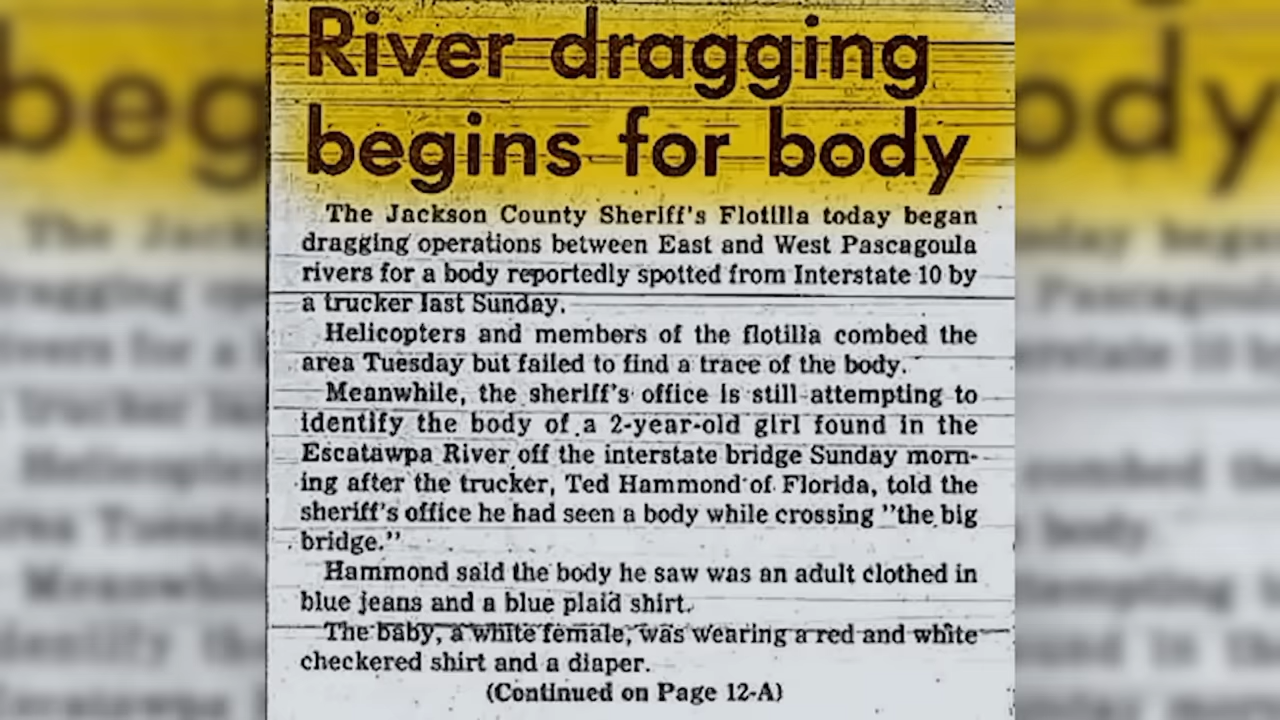 River dragging
begins for body
The Jackson County Sheriff's Flotilla today began
dragging operations between East and West Pascagoula
rivers for a body reportedly spotted from Interstate 10 by
a trucker last Sunday.
Helicopters and members of the flotilla combed the
area Tuesday but failed to find a trace of the body.
Meanwhile, the sheriff's office is still attempting to
identify the body of a 2-year-old girl found in the
Escatawpa River off the interstate bridge Sunday morn-
ing after the trucker, Ted Hammond of Florida, told the
sheriff's office he had seen a body while crossing "the big
bridge."
Hammond said the body he saw was an adult clothed in
blue jeans and a blue plaid shirt.
The baby, a white female, was wearing a red and white
checkered shirt and a diaper.
(Continued on Page 12-A)